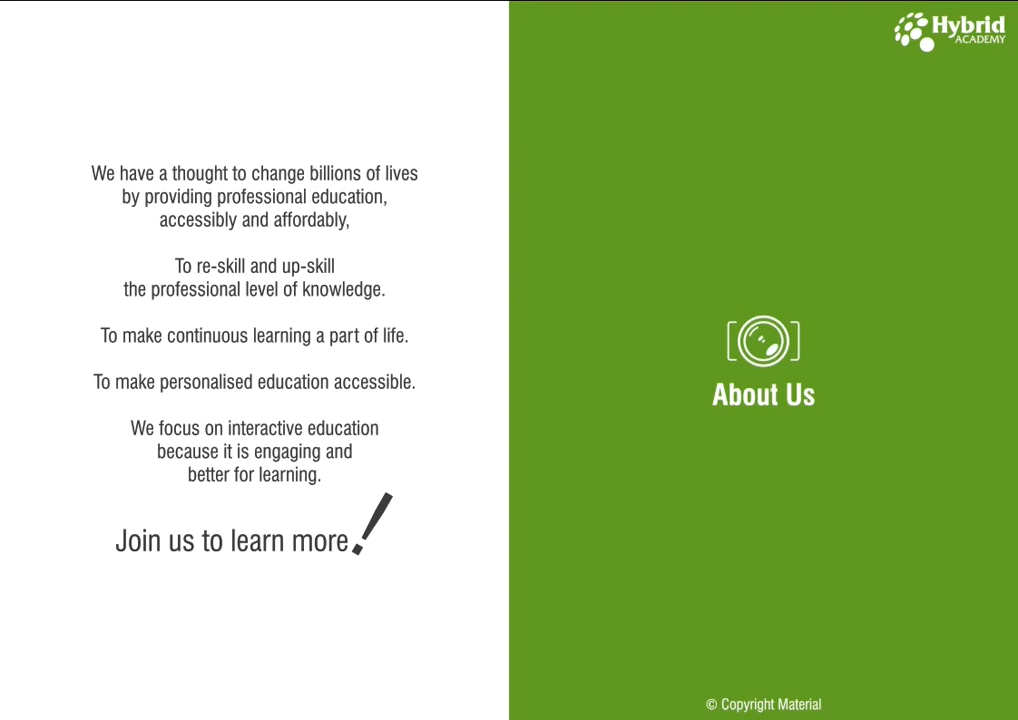 We have a thought to change billions of lives
by providing professional education,
accessibly and affordably,
To re-skill and up-skill
the professional level of knowledge.
To make continuous learning a part of life.
To make personalised education accessible.
We focus on interactive education
because it is engaging and
better for learning.
Join us to learn more!
Hybrid
ACADEMY
About Us
© Copyright Material